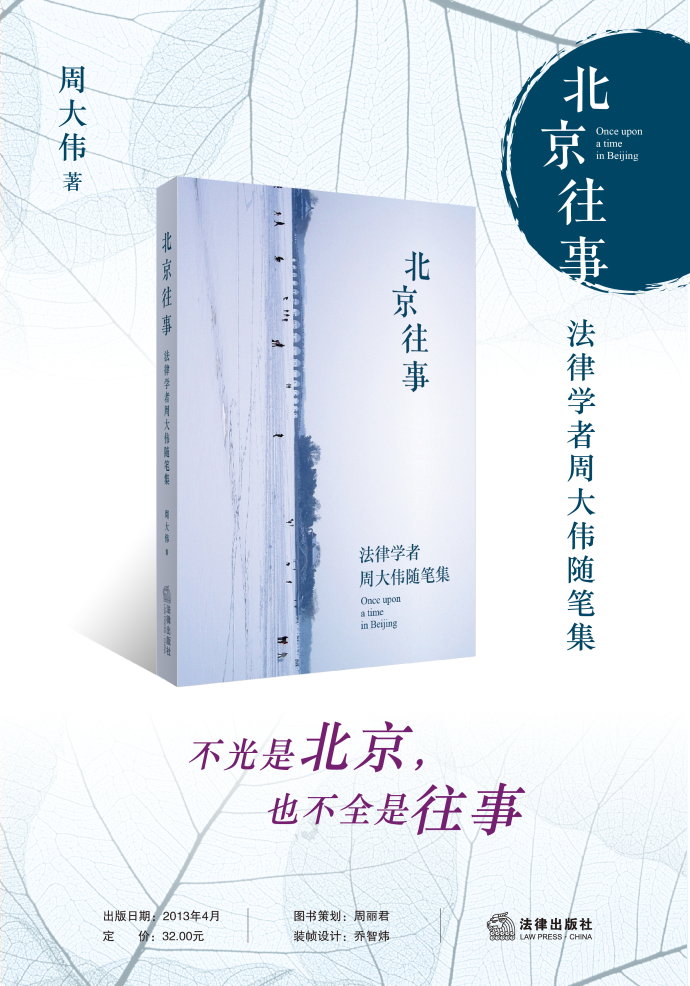 周大伟 著
北京往事
Once upon
a time
in Beijing
法律学者周大伟随笔集
北京往事
法律学者周大伟随笔集
周大伟 著
法律出版社
北京往事
法律学者
周大伟随笔集
Once upon
a time
in Beijing
不光是北京，
也不全是往事
出版日期：2013年4月
定 价：32.00元
图书策划：周丽君
装帧设计：乔智炜
法律出版社
LAW PRESS·CHINA